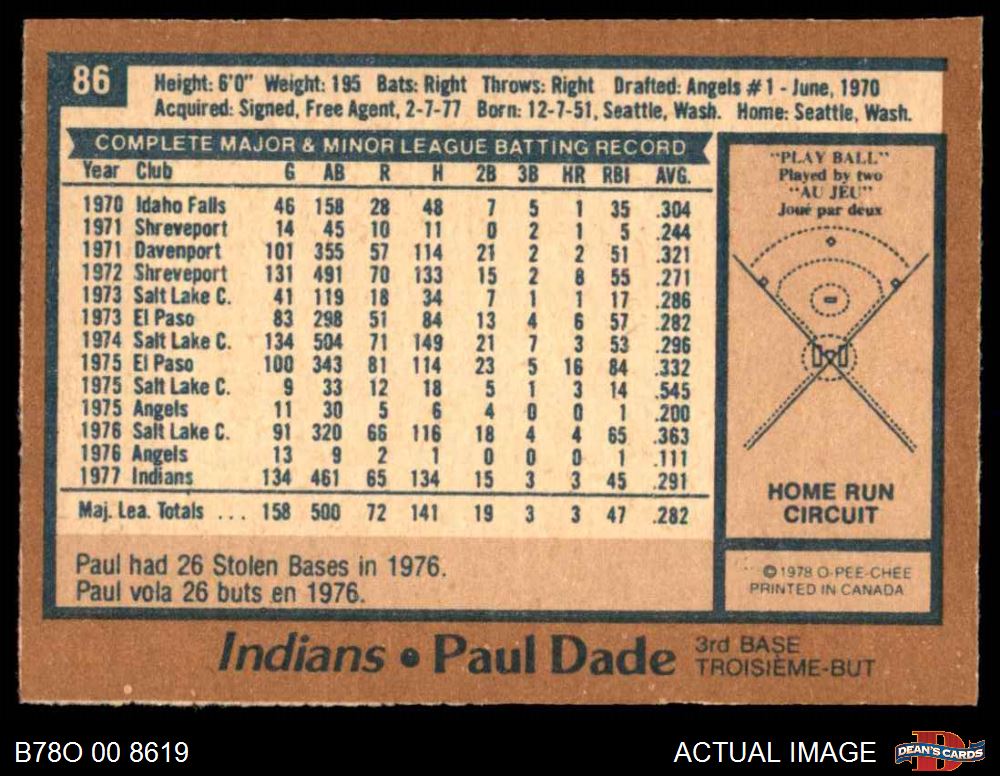 86
Height: 6'0" Weight: 195 Bats: Right Throws: Right Drafted: Angels #1 - June, 1970
Acquired: Signed, Free Agent, 2-7-77 Born: 12-7-51, Seattle, Wash. Home: Seattle, Wash.
COMPLETE MAJOR & MINOR LEAGUE BATTING RECORD
Year Club G AB R H 2B 3B HR RBI AVG.
1970 Idaho Falls 46 158 28 48 7 5 1 35 .304
1971 Shreveport 14 45 10 11 0 2 1 5 .244
1971 Davenport 101 355 57 114 21 2 2 51 .321
1972 Shreveport 131 491 70 133 15 2 8 55 .271
1973 Salt Lake C. 41 119 18 34 7 1 1 17 .286
1973 El Paso 83 298 51 84 13 4 6 57 .282
1974 Salt Lake C. 134 504 71 149 21 7 3 53 .296
1975 El Paso 100 343 81 114 23 5 16 84 .332
1975 Salt Lake C. 9 33 12 18 5 1 3 14 .545
1975 Angels 11 30 5 6 4 0 0 1 .200
1976 Salt Lake C. 91 320 66 116 18 4 4 65 .363
1976 Angels 13 9 2 1 0 0 0 1 .111
1977 Indians 134 461 65 134 15 3 3 45 .291
Maj. Lea. Totals ... 158 500 72 141 19 3 3 47 .282
Paul had 26 Stolen Bases in 1976.
Paul vola 26 buts en 1976.
"PLAY BALL"
Played by two
"AU JEU"
Joué par deux
HOME RUN
CIRCUIT
© 1978 O-PEE-CHEE
PRINTED IN CANADA
Indians • Paul Dade 3rd BASE
TROISIÈME-BUT
B78O 00 8619
ACTUAL IMAGE
DEAN'S CARDS